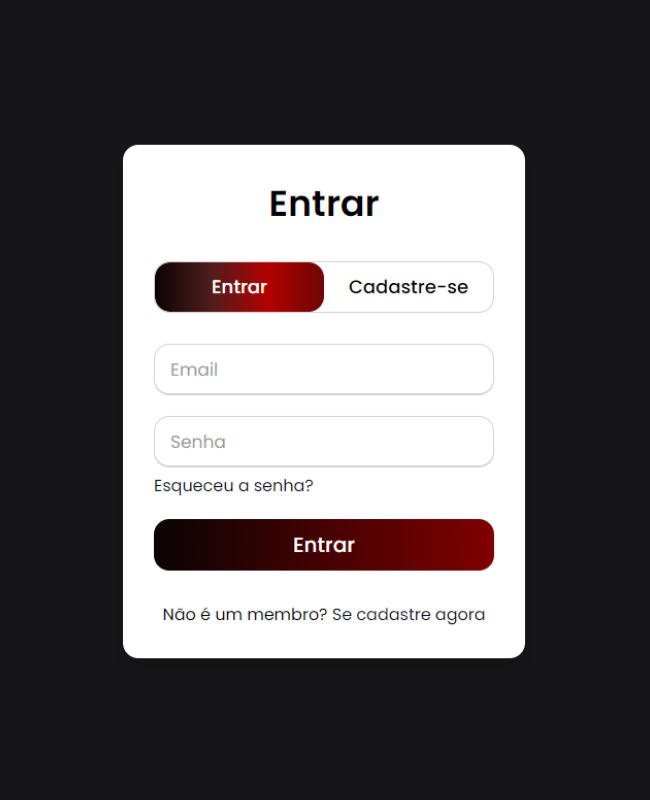 Entrar
Entrar Cadastre-se
Email
Senha
Esqueceu a senha?
Entrar
Não é um membro? Se cadastre agora